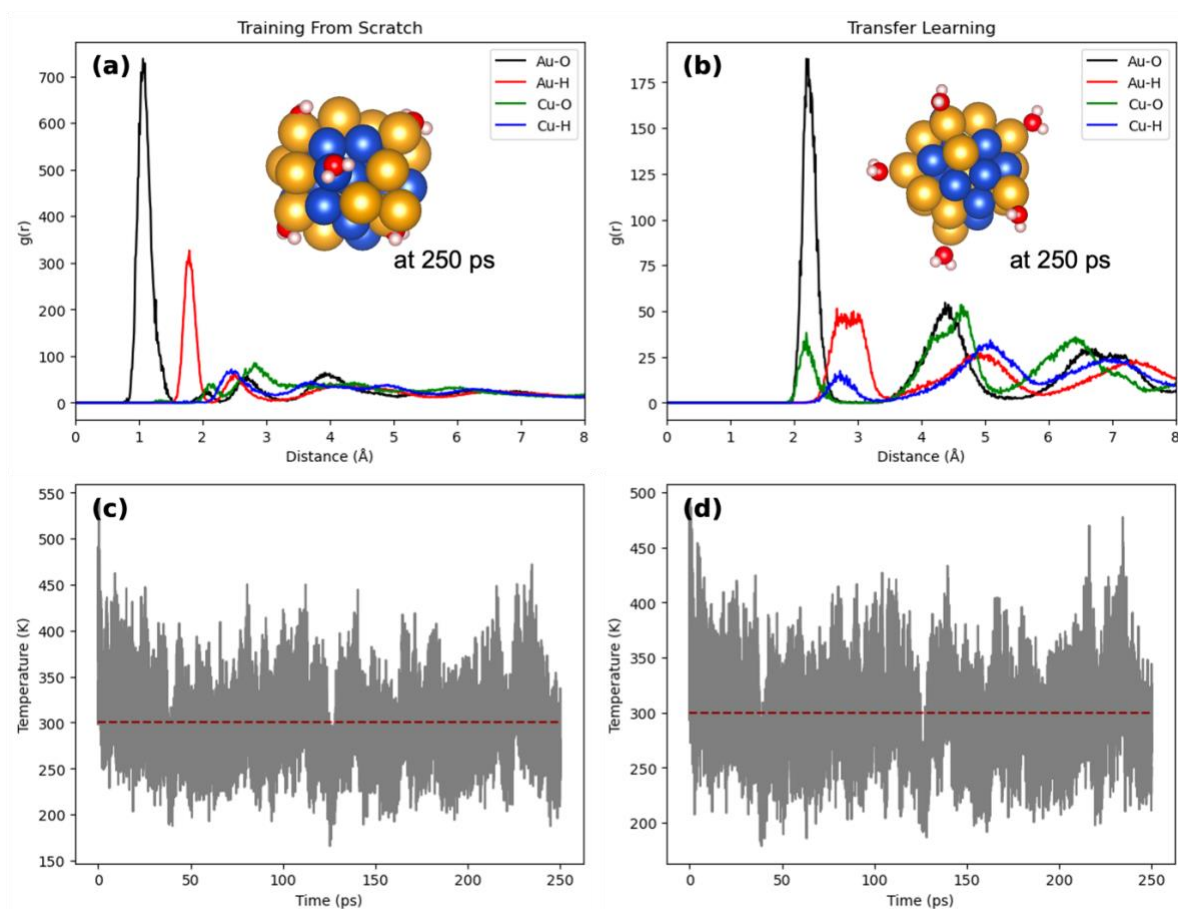 Training From Scratch
(a)
Au-O
Au-H
Cu-O
Cu-H
at 250 ps
g(r)
700
600
500
400
300
200
100
0
0 1 2 3 4 5 6 7 8
Distance (Å)
Transfer Learning
(b)
Au-O
Au-H
Cu-O
Cu-H
at 250 ps
g(r)
175
150
125
100
75
50
25
0
0 1 2 3 4 5 6 7 8
Distance (Å)
(c)
Temperature (K)
550
500
450
400
350
300
250
200
150
0 50 100 150 200 250
Time (ps)
(d)
Temperature (K)
500
450
400
350
300
250
200
0 50 100 150 200 250
Time (ps)